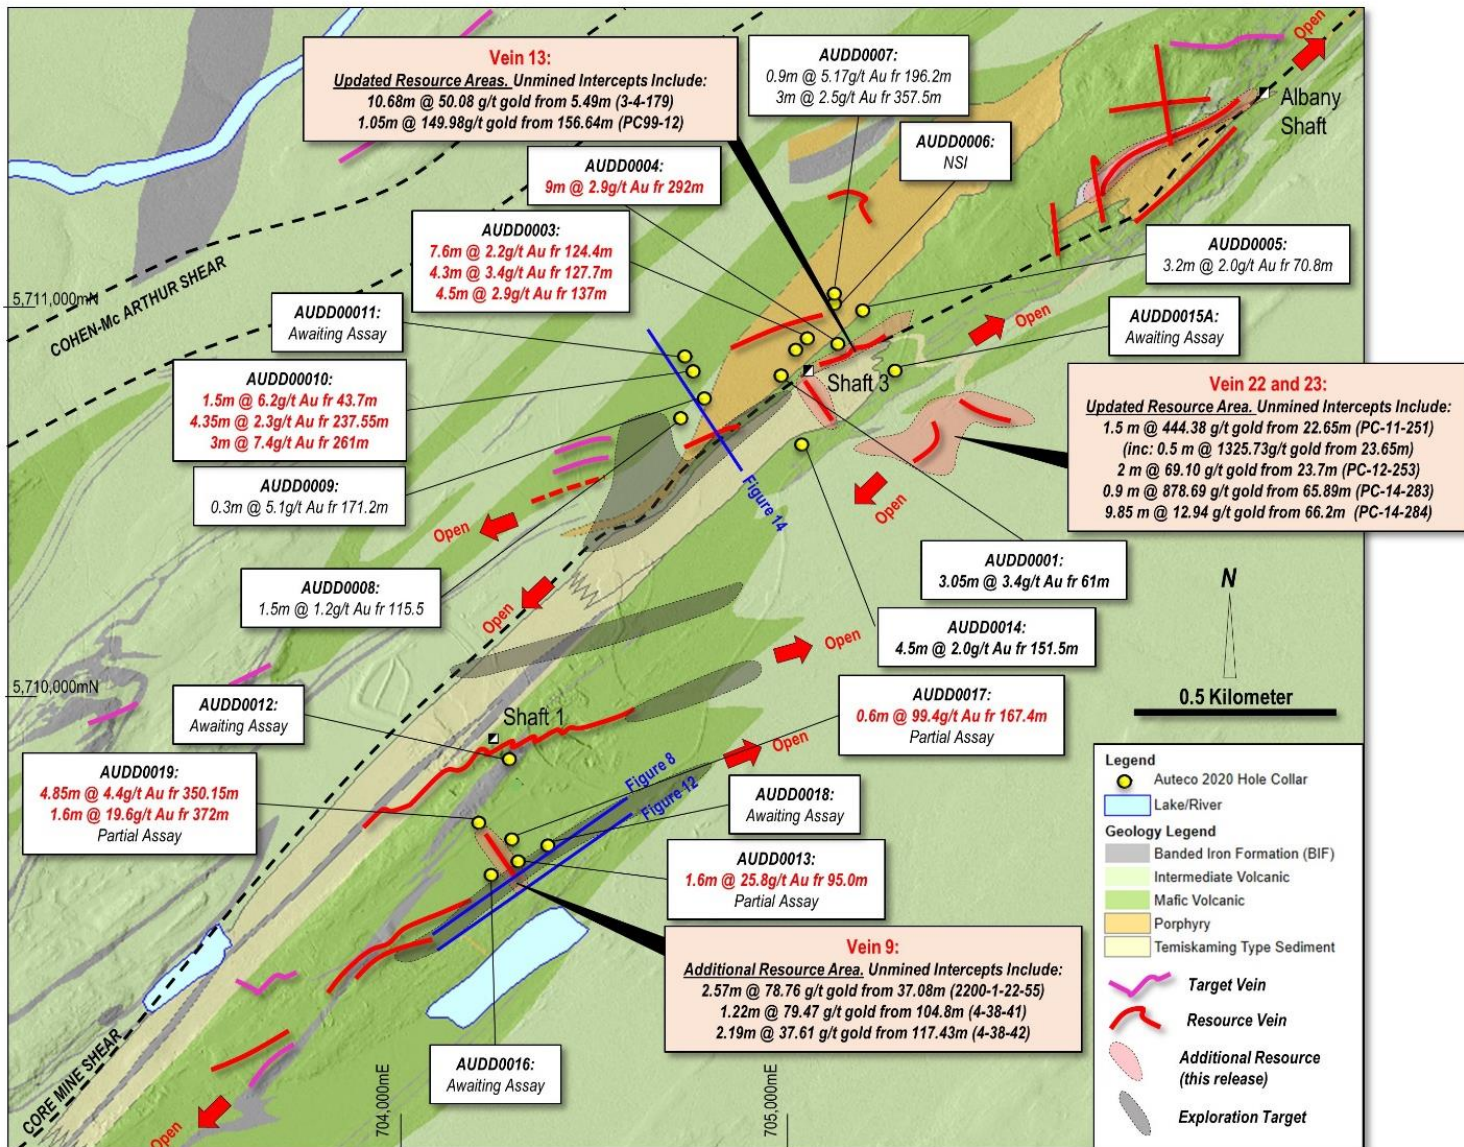 Vein 13:
Updated Resource Areas. Unmined Intercepts Include:
10.68m @ 50.08 g/t gold from 5.49m (3-4-179)
1.05m @ 149.98g/t gold from 156.64m (PC99-12)
AUDD0007:
0.9m @ 5.17g/t Au fr 196.2m
3m @ 2.5g/t Au fr 357.5m
Open
Albany
Shaft
AUDD0006:
NSI
AUDD0004:
9m @ 2.9g/t Au fr 292m
AUDD0003:
7.6m @ 2.2g/t Au fr 124.4m
4.3m @ 3.4g/t Au fr 127.7m
4.5m @ 2.9g/t Au fr 137m
AUDD0005:
3.2m @ 2.0g/t Au fr 70.8m
COHEN-Mc ARTHUR SHEAR
5,711,000mN
AUDD00011:
Awaiting Assay
Open
AUDD0015A:
Awaiting Assay
AUDD00010:
1.5m @ 6.2g/t Au fr 43.7m
4.35m @ 2.3g/t Au fr 237.55m
3m @ 7.4g/t Au fr 261m
Shaft 3
Vein 22 and 23:
Updated Resource Area. Unmined Intercepts Include:
1.5 m @ 444.38 g/t gold from 22.65m (PC-11-251)
(inc: 0.5 m @ 1325.73g/t gold from 23.65m)
2 m @ 69.10 g/t gold from 23.7m (PC-12-253)
0.9 m @ 878.69 g/t gold from 65.89m (PC-14-283)
9.85 m @ 12.94 g/t gold from 66.2m (PC-14-284)
AUDD0009:
0.3m @ 5.1g/t Au fr 171.2m
Figure 14
Open
Open
AUDD0008:
1.5m @ 1.2g/t Au fr 115.5
Open
AUDD0001:
3.05m @ 3.4g/t Au fr 61m
N
AUDD0014:
4.5m @ 2.0g/t Au fr 151.5m
Open
0.5 Kilometer
5,710,000mN
AUDD0012:
Awaiting Assay
Shaft 1
AUDD0017:
0.6m @ 99.4g/t Au fr 167.4m
Partial Assay
Open
AUDD0019:
4.85m @ 4.4g/t Au fr 350.15m
1.6m @ 19.6g/t Au fr 372m
Partial Assay
Figure 8
Figure 12
AUDD0018:
Awaiting Assay
AUDD0013:
1.6m @ 25.8g/t Au fr 95.0m
Partial Assay
Vein 9:
Additional Resource Area. Unmined Intercepts Include:
2.57m @ 78.76 g/t gold from 37.08m (2200-1-22-55)
1.22m @ 79.47 g/t gold from 104.8m (4-38-41)
2.19m @ 37.61 g/t gold from 117.43m (4-38-42)
AUDD0016:
Awaiting Assay
CORE MINE SHEAR
Open
704,000mE
705,000mE
Legend
Auteco 2020 Hole Collar
Lake/River
Geology Legend
Banded Iron Formation (BIF)
Intermediate Volcanic
Mafic Volcanic
Porphyry
Temiskaming Type Sediment
Target Vein
Resource Vein
Additional Resource
(this release)
Exploration Target